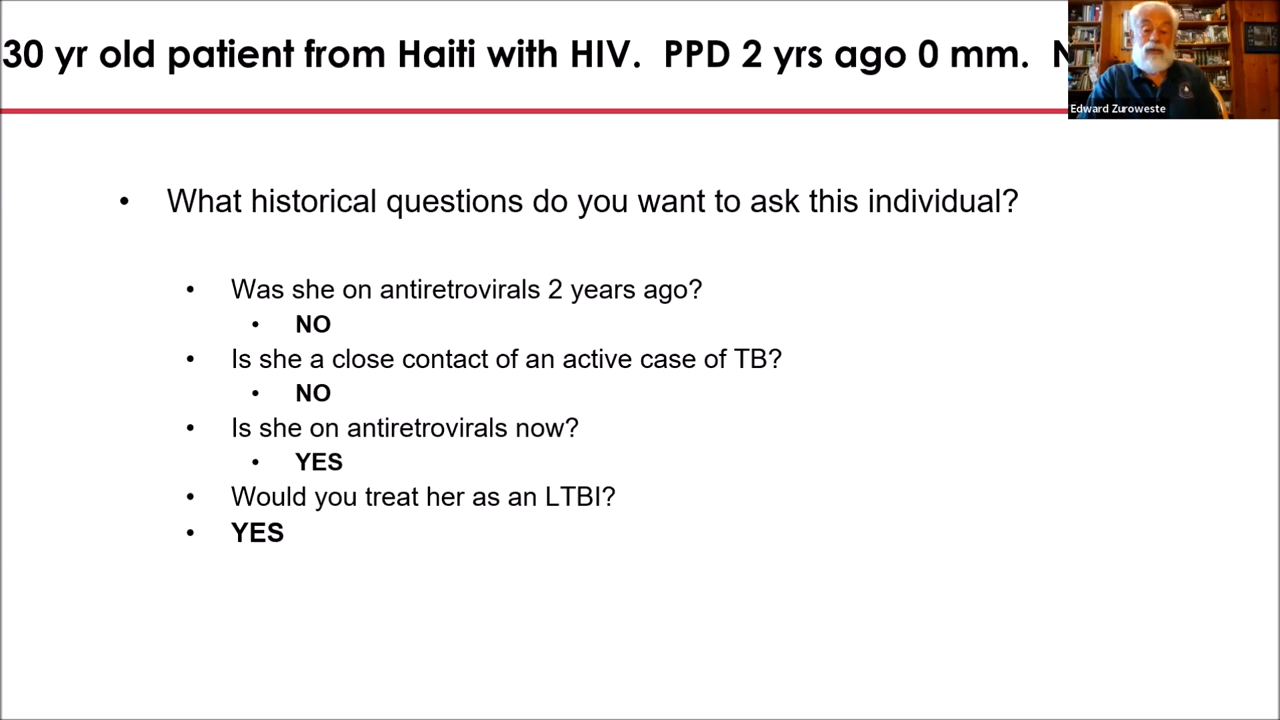 30 yr old patient from Haiti with HIV. PPD 2 yrs ago 0 mm.
Edward Zuroweste
• What historical questions do you want to ask this individual?
• Was she on antiretrovirals 2 years ago?
• NO
• Is she a close contact of an active case of TB?
• NO
• Is she on antiretrovirals now?
• YES
• Would you treat her as an LTBI?
• YES